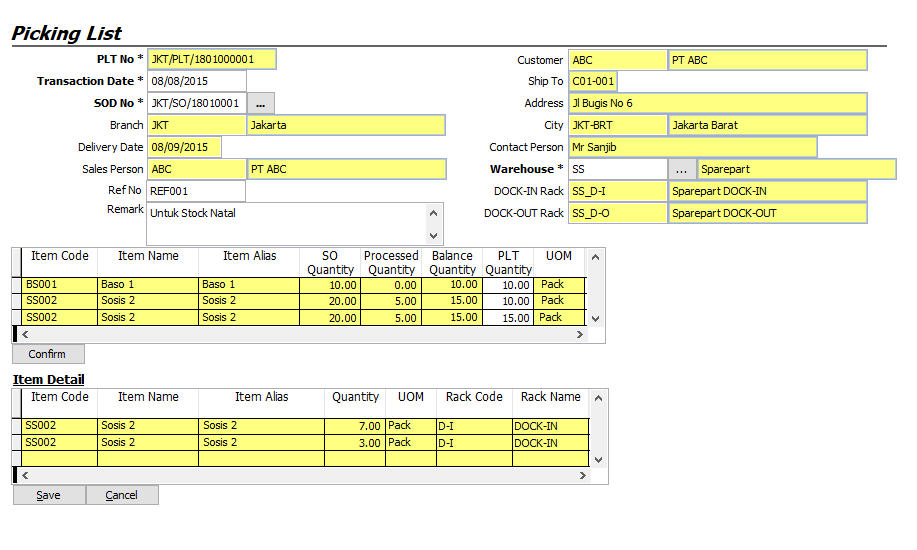 Picking List
PLT No * JKT/PLT/1801000001
Transaction Date * 08/08/2015
SOD No * JKT/SO/18010001 ...
Branch JKT Jakarta
Delivery Date 08/09/2015
Sales Person ABC PT ABC
Ref No REF001
Remark Untuk Stock Natal
Customer ABC PT ABC
Ship To C01-001
Address Jl Bugis No 6
City JKT-BRT Jakarta Barat
Contact Person Mr Sanjib
Warehouse * SS ... Sparepart
DOCK-IN Rack SS_D-I Sparepart DOCK-IN
DOCK-OUT Rack SS_D-O Sparepart DOCK-OUT
Item Code Item Name Item Alias SO Quantity Processed Quantity Balance Quantity PLT Quantity UOM
BS001 Baso 1 Baso 1 10.00 0.00 10.00 10.00 Pack
SS002 Sosis 2 Sosis 2 20.00 5.00 15.00 10.00 Pack
SS002 Sosis 2 Sosis 2 20.00 5.00 15.00 15.00 Pack
Confirm
Item Detail
Item Code Item Name Item Alias Quantity UOM Rack Code Rack Name
SS002 Sosis 2 Sosis 2 7.00 Pack D-I DOCK-IN
SS002 Sosis 2 Sosis 2 3.00 Pack D-I DOCK-IN
Save Cancel